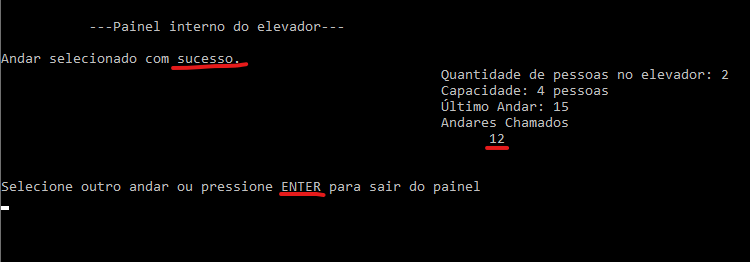 ---Painel interno do elevador---
Andar selecionado com sucesso.
Quantidade de pessoas no elevador: 2
Capacidade: 4 pessoas
Último Andar: 15
Andares Chamados
12
Selecione outro andar ou pressione ENTER para sair do painel